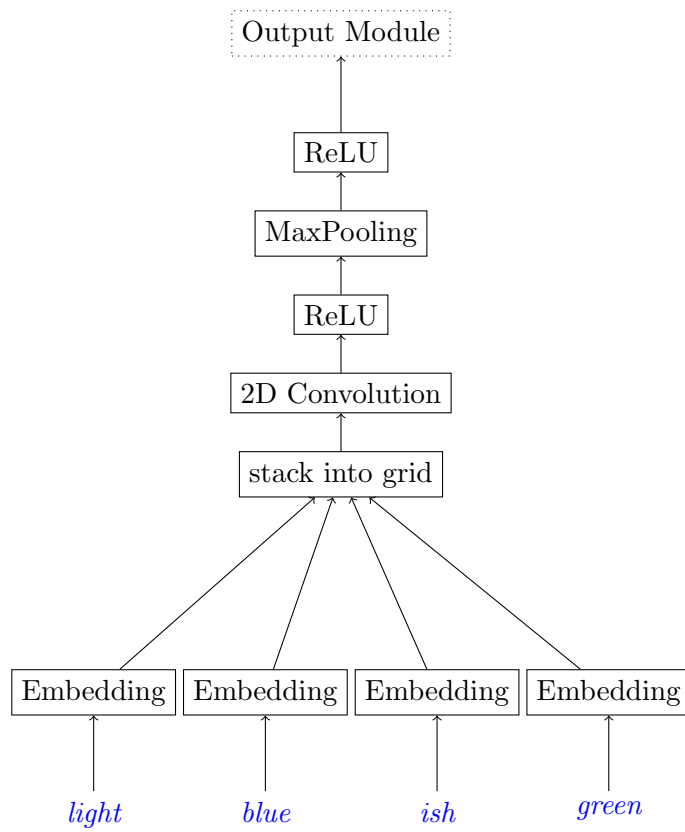 Output Module
ReLU
MaxPooling
ReLU
2D Convolution
stack into grid
Embedding Embedding Embedding Embedding
light blue ish green